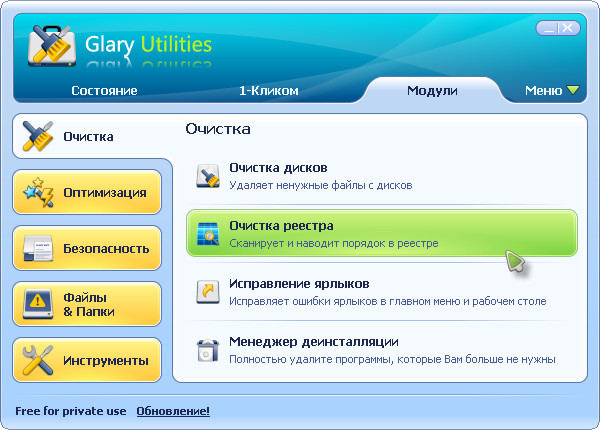 Glary Utilities
Состояние
1-Кликом
Модули
Меню
Очистка
Оптимизация
Безопасность
Файлы
& Папки
Инструменты
Очистка
Очистка дисков
Удаляет ненужные файлы с дисков
Очистка реестра
Сканирует и наводит порядок в реестре
Исправление ярлыков
Исправляет ошибки ярлыков в главном меню и рабочем столе
Менеджер деинсталляции
Полностью удалите программы, которые Вам больше не нужны
Free for private use Обновление!